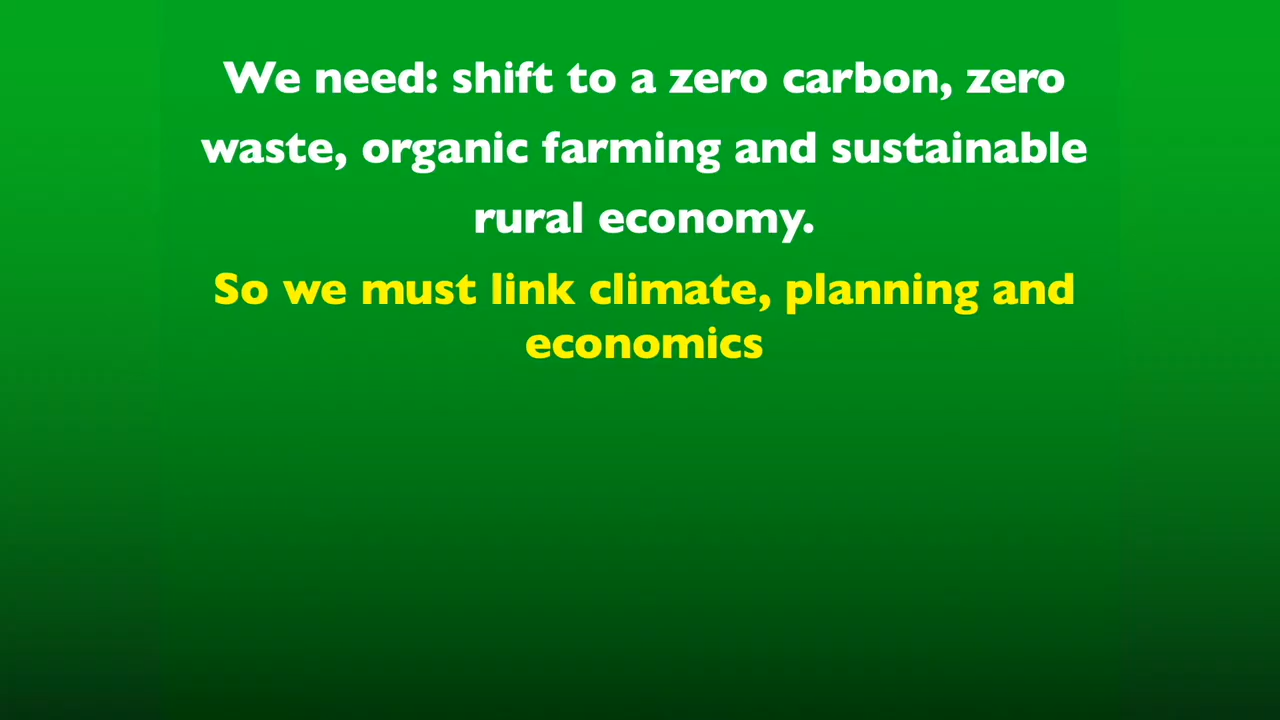 We need: shift to a zero carbon, zero
waste, organic farming and sustainable
rural economy.
So we must link climate, planning and
economics